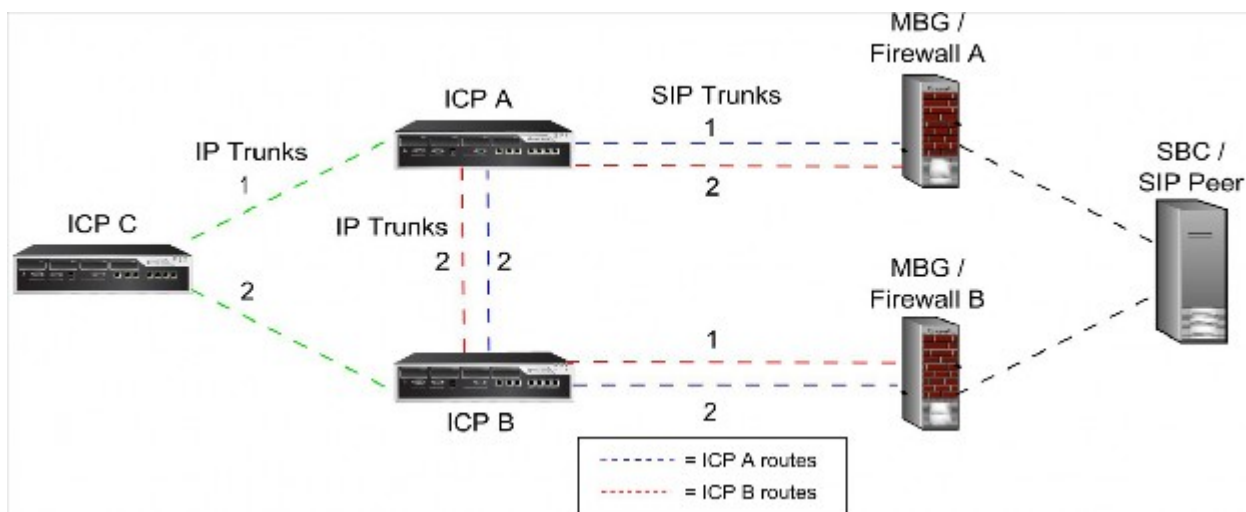 MBG /
Firewall A
ICP A
SIP Trunks
1
IP Trunks
1
2
SBC /
SIP Peer
ICP C
IP Trunks
2
2
MBG /
Firewall B
2
1
ICP B
2
= ICP A routes
= ICP B routes